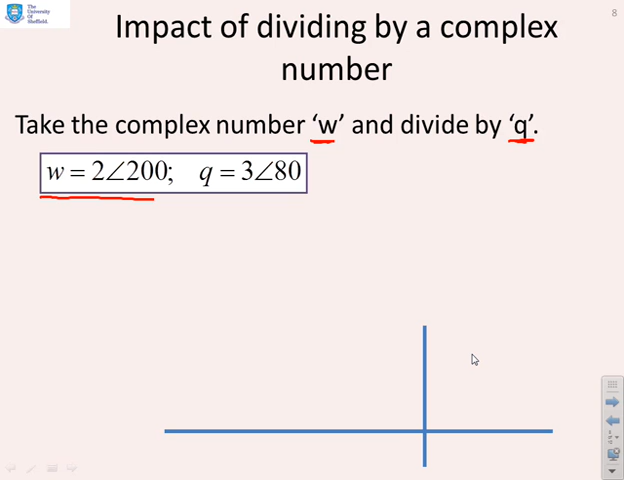 The
University
Of
Sheffield.
8
Impact of dividing by a complex
number
Take the complex number ‘w’ and divide by ‘q’.
w = 2∠200; q = 3∠80